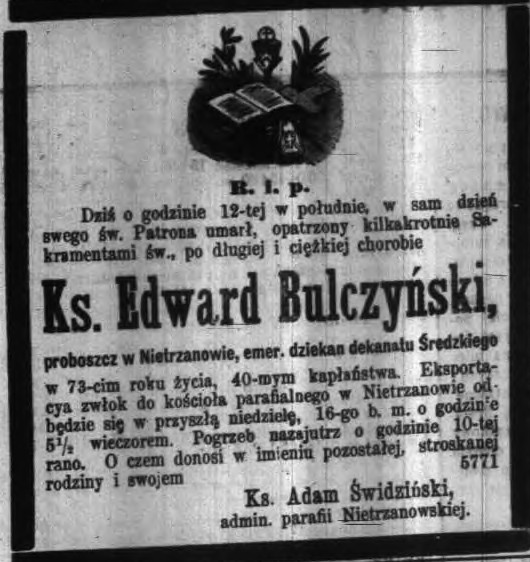 R. i. p.
Dziś o godzinie 12-tej w południe, w sam dzień
swego św. Patrona umarł, opatrzony kilkakrotnie Sa-
kramentami św., po długiej i ciężkiej chorobie
Ks. Edward Bulczyński,
proboszcz w Nietrzanowie, emer. dziekan dekanatu Średzkiego
w 73-cim roku życia, 40-mym kapłaństwa. Eksporta-
cya zwłok do kościoła parafialnego w Nietrzanowie od-
będzie się w przyszłą niedzielę, 16-go b. m. o godzinie
5½ wieczorem. Pogrzeb nazajutrz o godzinie 10-tej
rano. O czem donosi w imieniu pozostałej, stroskanej
rodziny i swojem 5771
Ks. Adam Świdziński,
admin. parafii Nietrzanowskiej.